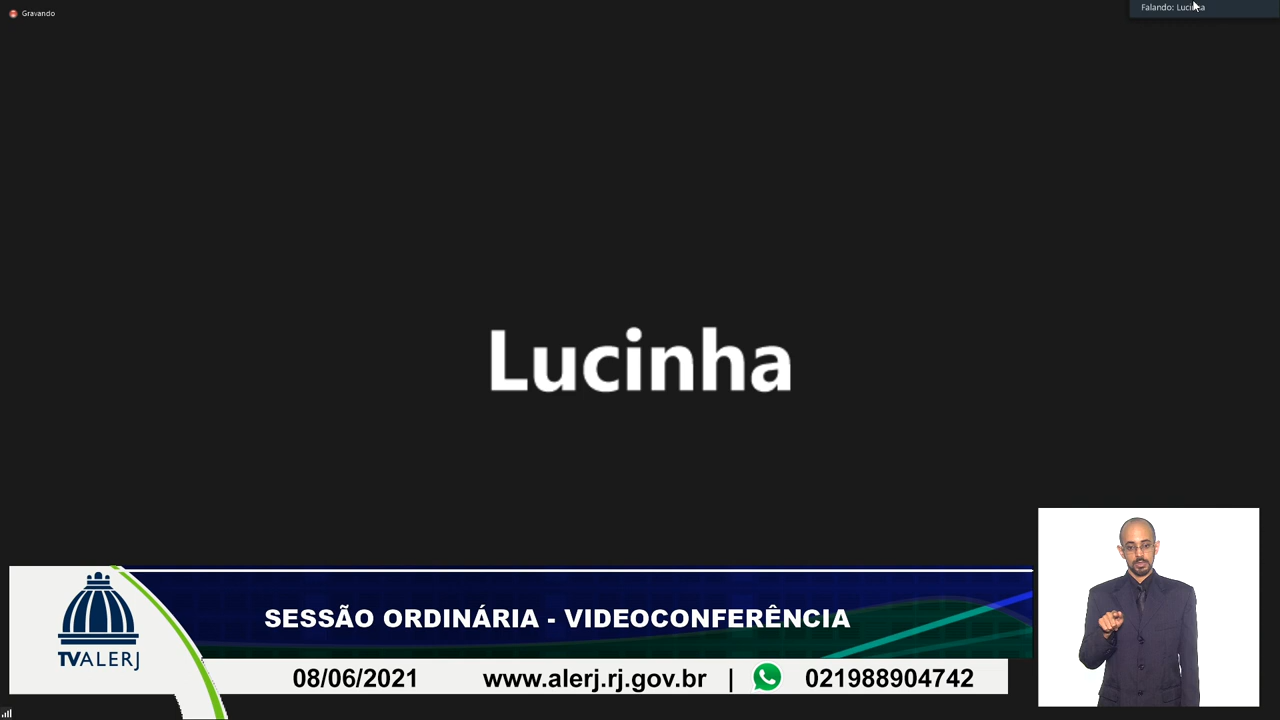 Gravando
Falando: Lucinha
Lucinha
SESSÃO ORDINÁRIA - VIDEOCONFERÊNCIA
TVALERJ
08/06/2021 www.alerj.rj.gov.br | 021988904742